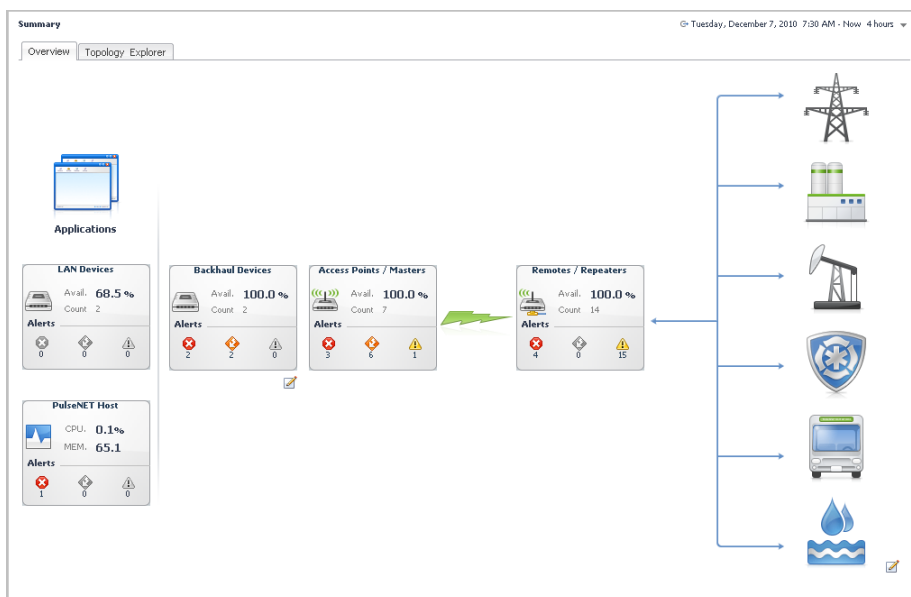 Summary
Tuesday, December 7, 2010 7:30 AM - Now 4 hours
Overview
Topology Explorer
Applications
LAN Devices
Avail. 68.5 %
Count 2
Alerts
0 0 0
Backhaul Devices
Avail. 100.0 %
Count 2
Alerts
2 2 0
Access Points / Masters
Avail. 100.0 %
Count 7
Alerts
3 6 1
Remotes / Repeaters
Avail. 100.0 %
Count 14
Alerts
4 0 15
PulseNET Host
CPU. 0.1%
MEM. 65.1
Alerts
1 0 0